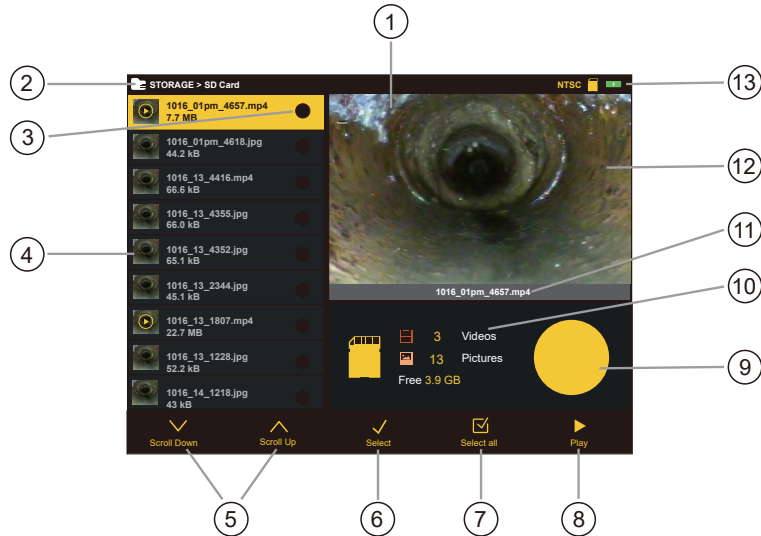 1
2
STORAGE > SD Card
NTSC
13
1016_01pm_4657.mp4
7.7 MB
3
1016_01pm_4618.jpg
44.2 kB
1016_13_4416.mp4
66.6 kB
12
1016_13_4355.jpg
66.0 kB
1016_13_4352.jpg
65.1 kB
4
11
1016_13_2344.jpg
45.1 kB
1016_01pm_4657.mp4
10
1016_13_1807.mp4
22.7 MB
3 Videos
13 Pictures
Free 3.9 GB
9
1016_13_1228.jpg
52.2 kB
1016_14_1218.jpg
43 kB
Scroll Down
Scroll Up
Select
Select all
Play
5
6
7
8